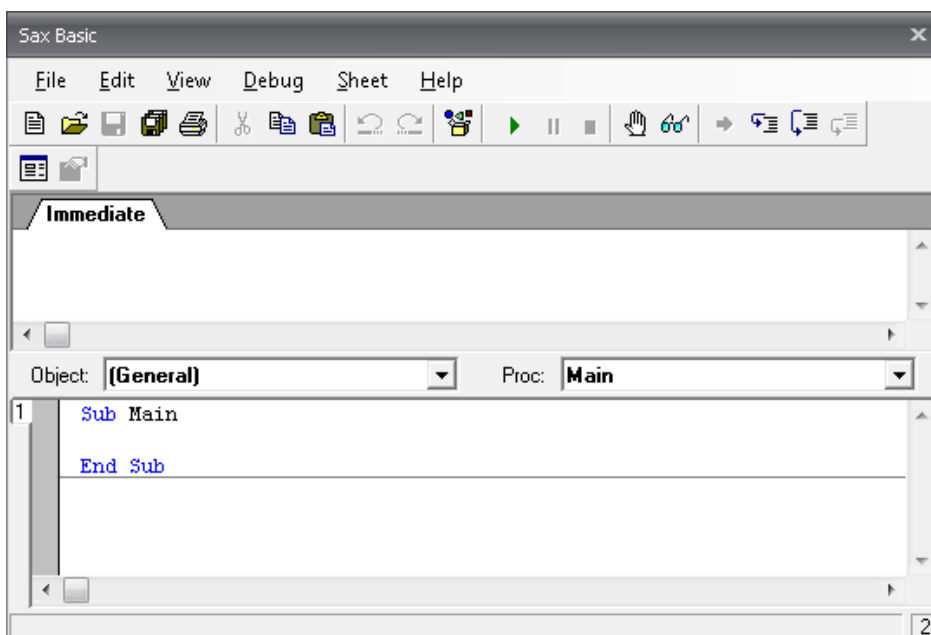 Sax Basic
File Edit View Debug Sheet Help
Immediate
Object: (General) Proc: Main
1
Sub Main
End Sub
2